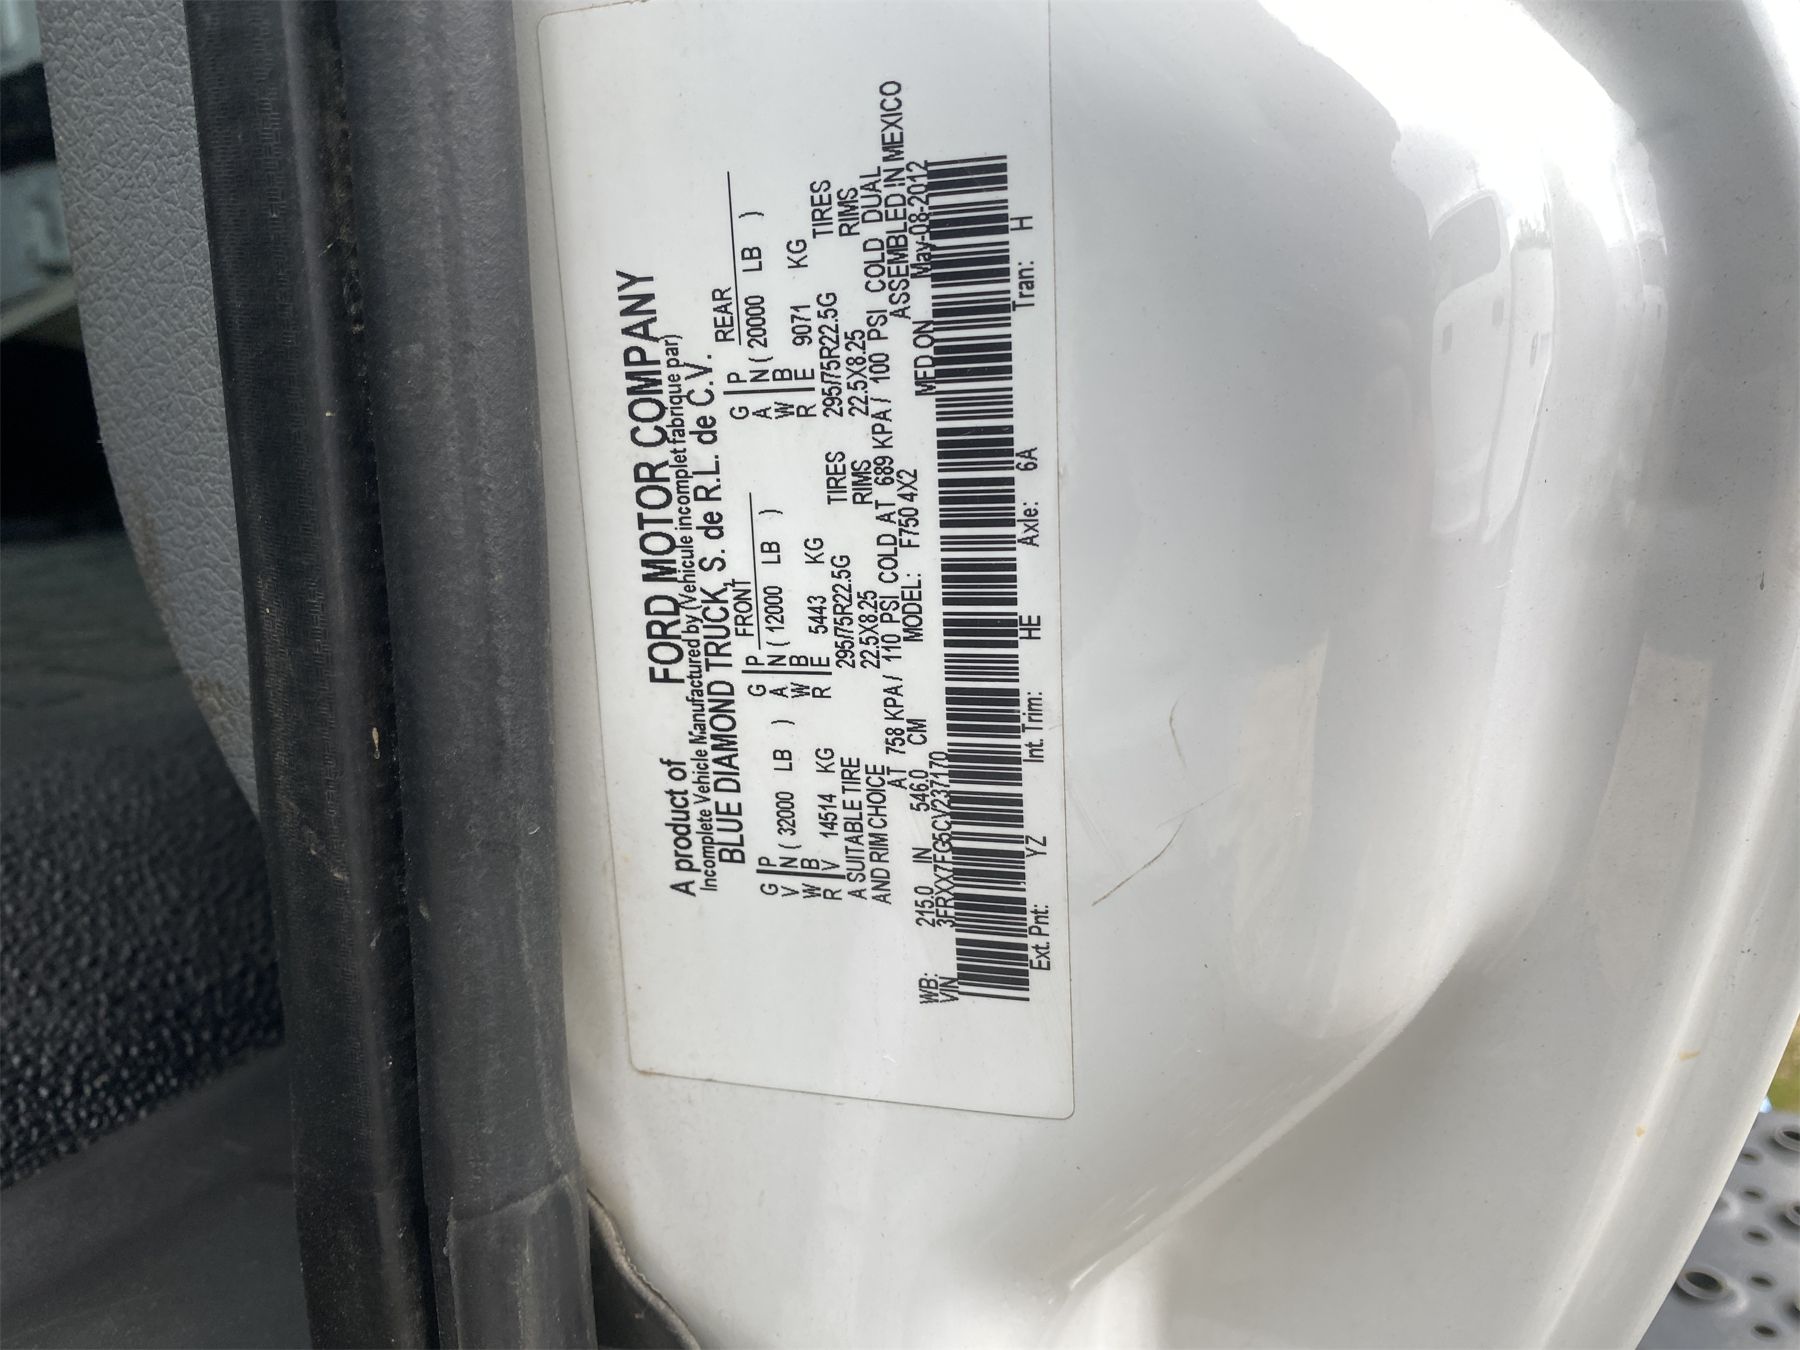 A product of FORD MOTOR COMPANY
Incomplete Vehicle Manufactured by (Vehicule incomplet fabrique par)
BLUE DIAMOND TRUCK, S. de R.L. de C.V.
FRONT REAR
G P G P G P
V N ( 32000 LB ) A N ( 12000 LB ) A N ( 20000 LB )
W B W B W B
R V 14514 KG R E 5443 KG R E 9071 KG
A SUITABLE TIRE 295/75R22.5G TIRES 295/75R22.5G TIRES
AND RIM CHOICE 22.5X8.25 RIMS 22.5X8.25 RIMS
AT 758 KPA / 110 PSI COLD AT 689 KPA / 100 PSI COLD DUAL
ASSEMBLED IN MEXICO
WB: 215.0 IN 546.0 CM MODEL: F750 4X2 MFD.ON May-08-2012
VIN 3FRXX7FG5CV237170
Ext. Pnt: YZ Int. Trim: HE Axle: 6A Tran: H